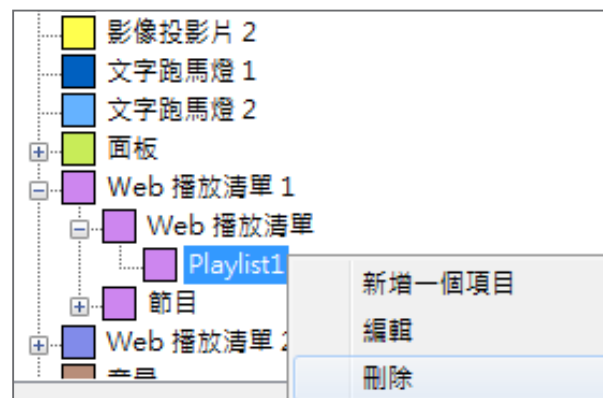 影像投影片 2
文字跑馬燈 1
文字跑馬燈 2
面板
Web 播放清單 1
Web 播放清單
Playlist1
新增一個項目
節目
編輯
Web 播放清單 2
刪除